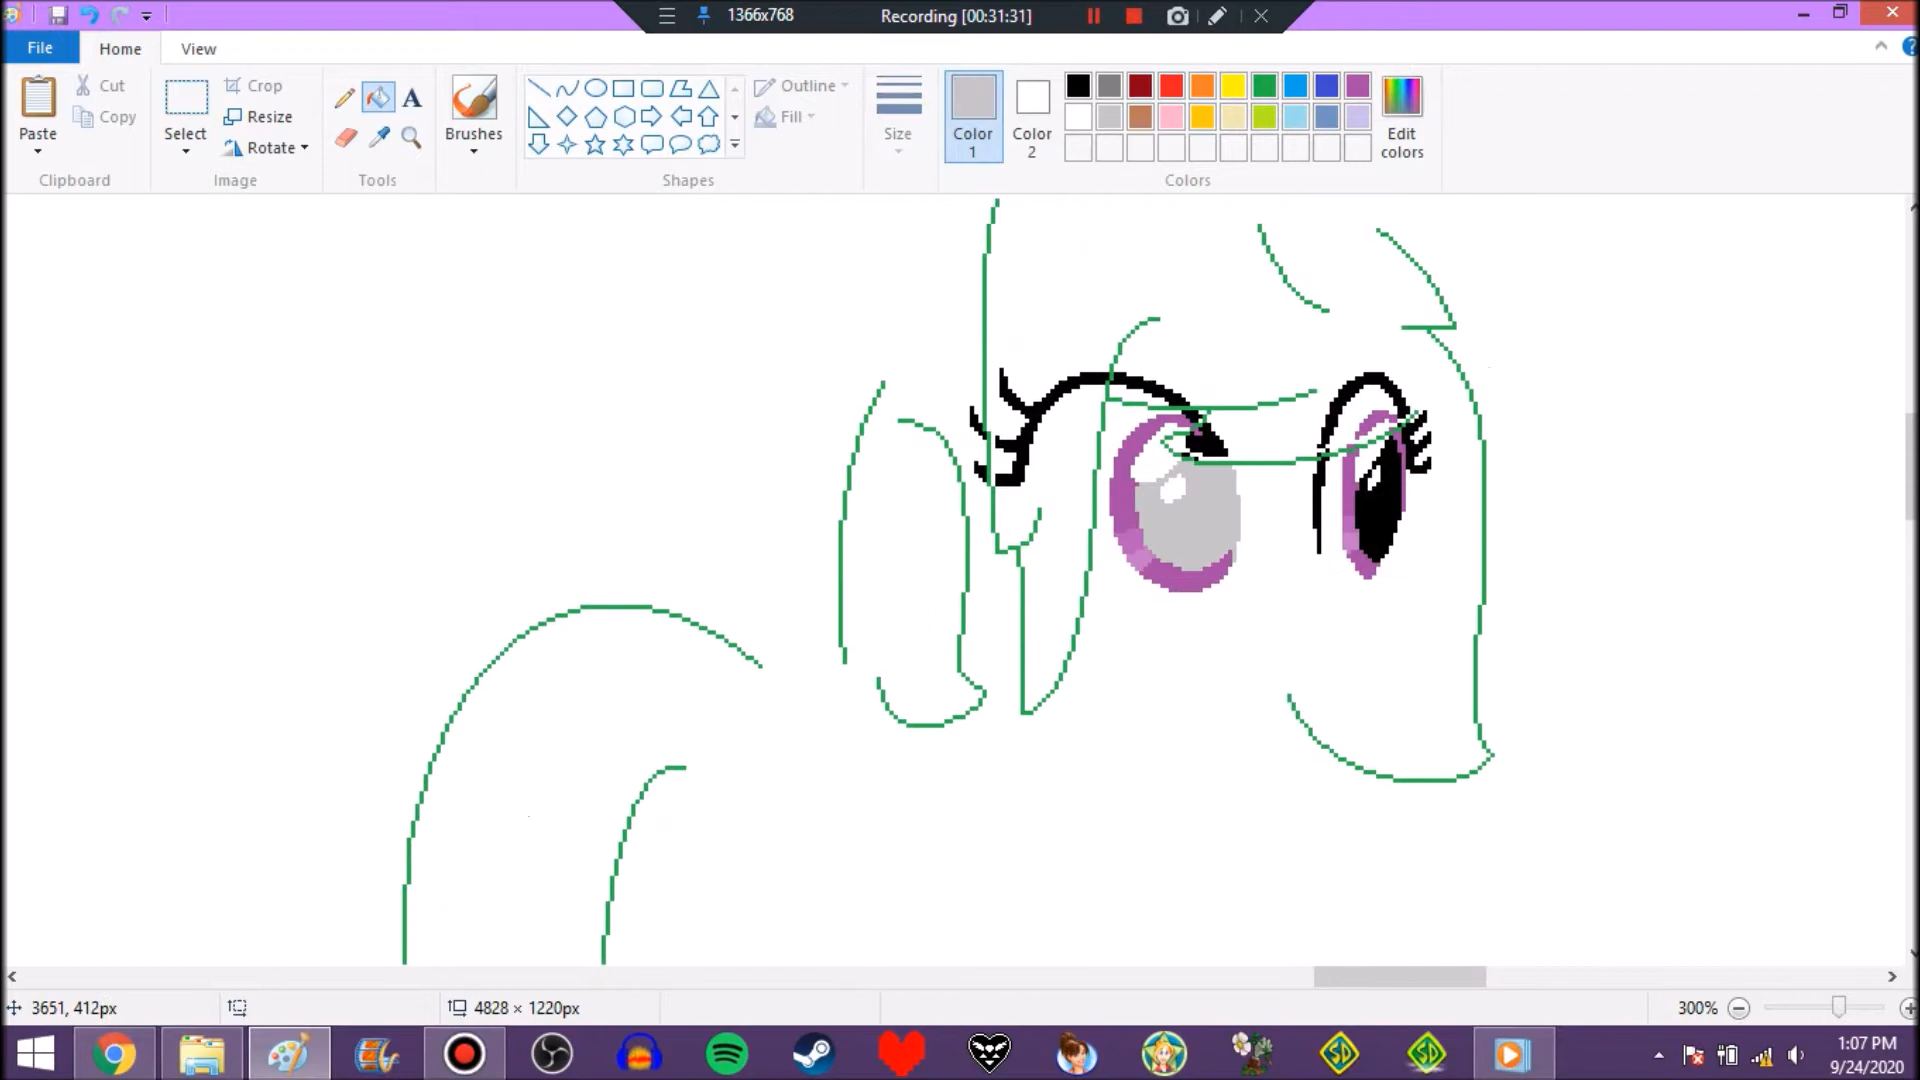 1366x768
Recording [00:31:31]
File
Home
View
Paste
Cut
Copy
Clipboard
Select
Crop
Resize
Rotate
Image
A
Tools
Brushes
Shapes
Outline
Fill
Size
Color
1
Color
2
Edit
colors
Colors
3651, 412px
4828 × 1220px
300%
SD
SD
1:07 PM
9/24/2020